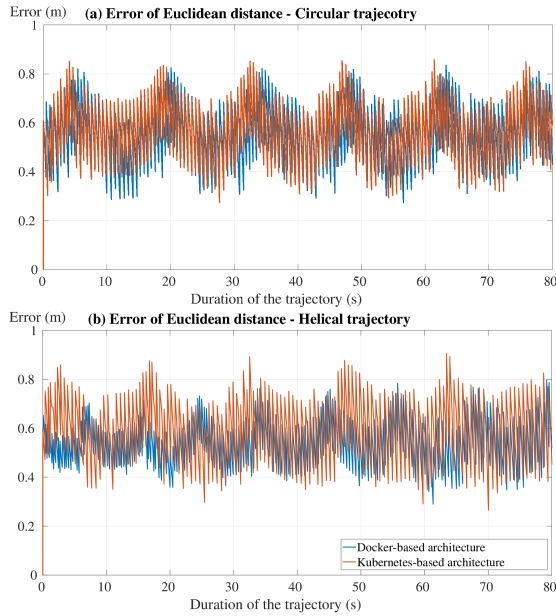 Error (m) (a) Error of Euclidean distance - Circular trajecotry
1
0.8
0.6
0.4
0.2
0
0 10 20 30 40 50 60 70 80
Duration of the trajectory (s)
Error (m) (b) Error of Euclidean distance - Helical trajectory
1
0.8
0.6
0.4
0.2
0
Docker-based architecture
Kubernetes-based architecture
0 10 20 30 40 50 60 70 80
Duration of the trajectory (s)